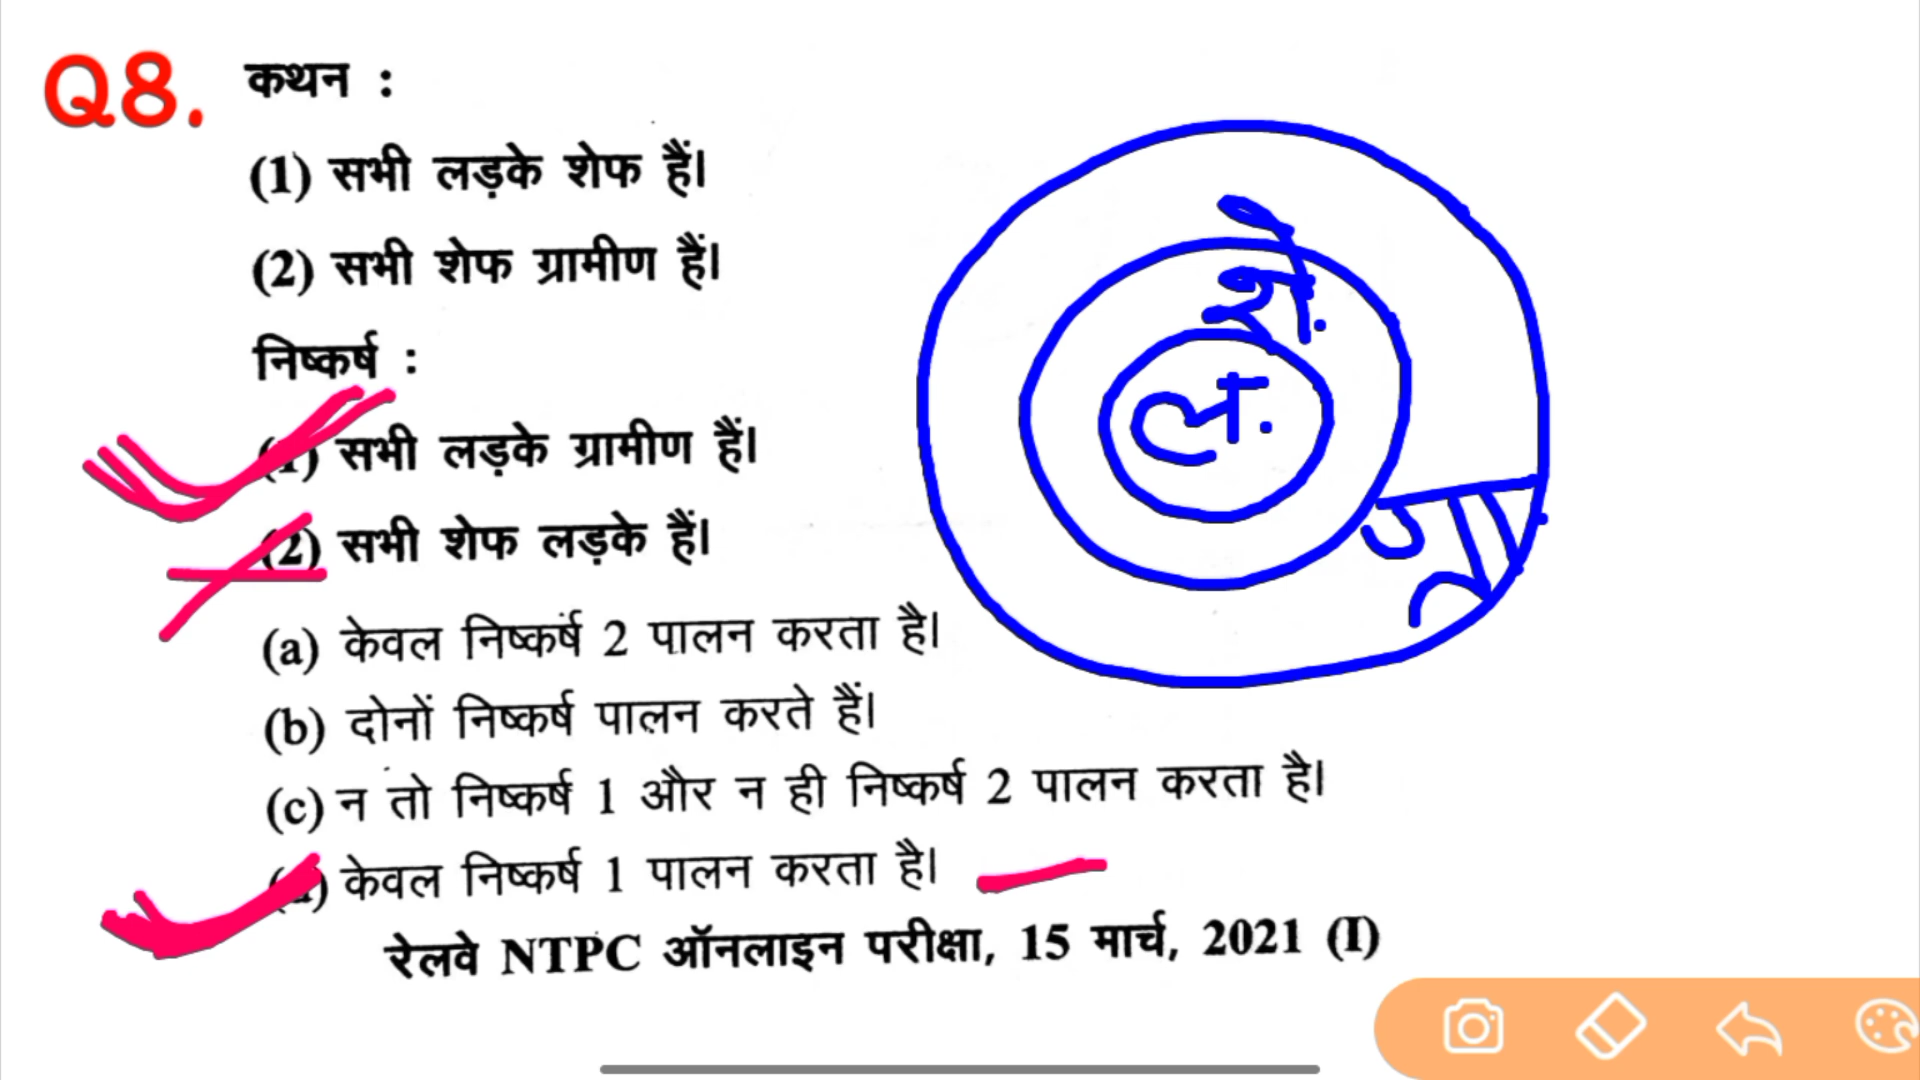 Q8. कथन :
(1) सभी लड़के शेफ हैं।
(2) सभी शेफ ग्रामीण हैं।
निष्कर्ष :
(1) सभी लड़के ग्रामीण हैं।
(2) सभी शेफ लड़के हैं।
(a) केवल निष्कर्ष 2 पालन करता है।
(b) दोनों निष्कर्ष पालन करते हैं।
(c) न तो निष्कर्ष 1 और न ही निष्कर्ष 2 पालन करता है।
(d) केवल निष्कर्ष 1 पालन करता है।
रेलवे NTPC ऑनलाइन परीक्षा, 15 मार्च, 2021 (I)
शे.
ल.
ग्रा